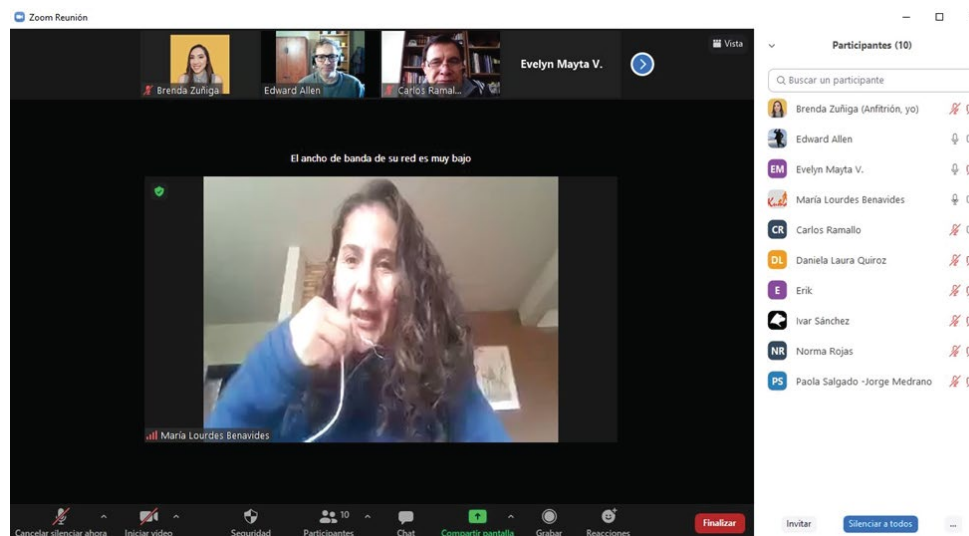 Zoom Reunión
Brenda Zuñiga
Edward Allen
Carlos Ramal...
Evelyn Mayta V.
Vista
El ancho de banda de su red es muy bajo
María Lourdes Benavides
Cancelar silenciar ahora
Iniciar video
Seguridad
10
Participantes
Chat
Compartir pantalla
Grabar
Reacciones
Finalizar
Participantes (10)
Buscar un participante
Brenda Zuñiga (Anfitrión, yo)
Edward Allen
EM Evelyn Mayta V.
María Lourdes Benavides
CR Carlos Ramallo
DL Daniela Laura Quiroz
E Erik
Ivar Sánchez
NR Norma Rojas
PS Paola Salgado -Jorge Medrano
Invitar
Silenciar a todos
...